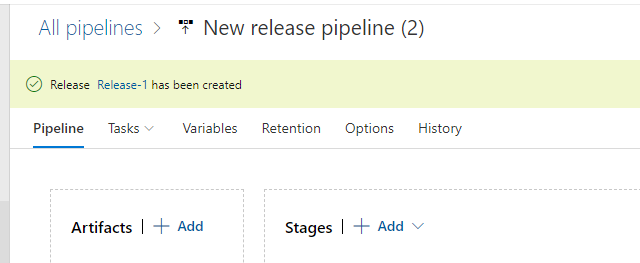 All pipelines > New release pipeline (2)
Release Release-1 has been created
Pipeline Tasks Variables Retention Options History
Artifacts | + Add Stages | + Add